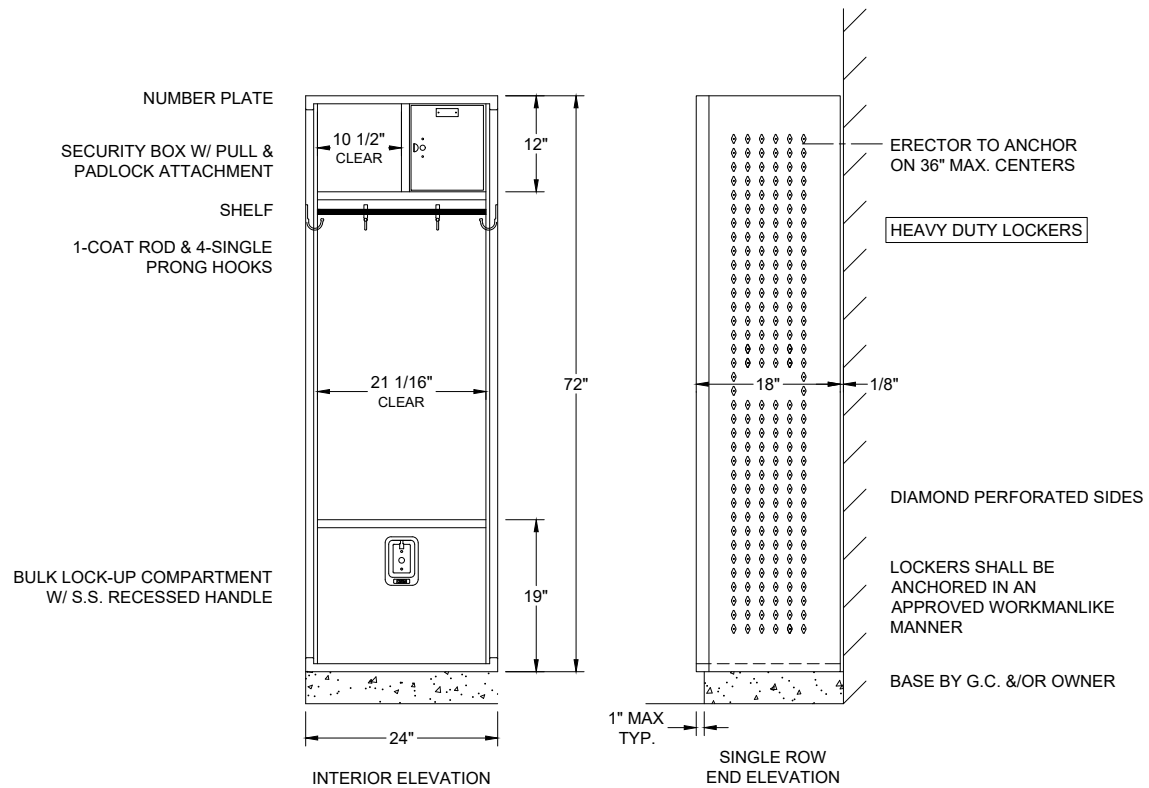 NUMBER PLATE
SECURITY BOX W/ PULL &
PADLOCK ATTACHMENT
SHELF
1-COAT ROD & 4-SINGLE
PRONG HOOKS
BULK LOCK-UP COMPARTMENT
W/ S.S. RECESSED HANDLE
10 1/2"
CLEAR
12"
21 1/16"
CLEAR
72"
19"
24"
INTERIOR ELEVATION
18"
1/8"
1" MAX
TYP.
SINGLE ROW
END ELEVATION
ERECTOR TO ANCHOR
ON 36" MAX. CENTERS
HEAVY DUTY LOCKERS
DIAMOND PERFORATED SIDES
LOCKERS SHALL BE
ANCHORED IN AN
APPROVED WORKMANLIKE
MANNER
BASE BY G.C. &/OR OWNER